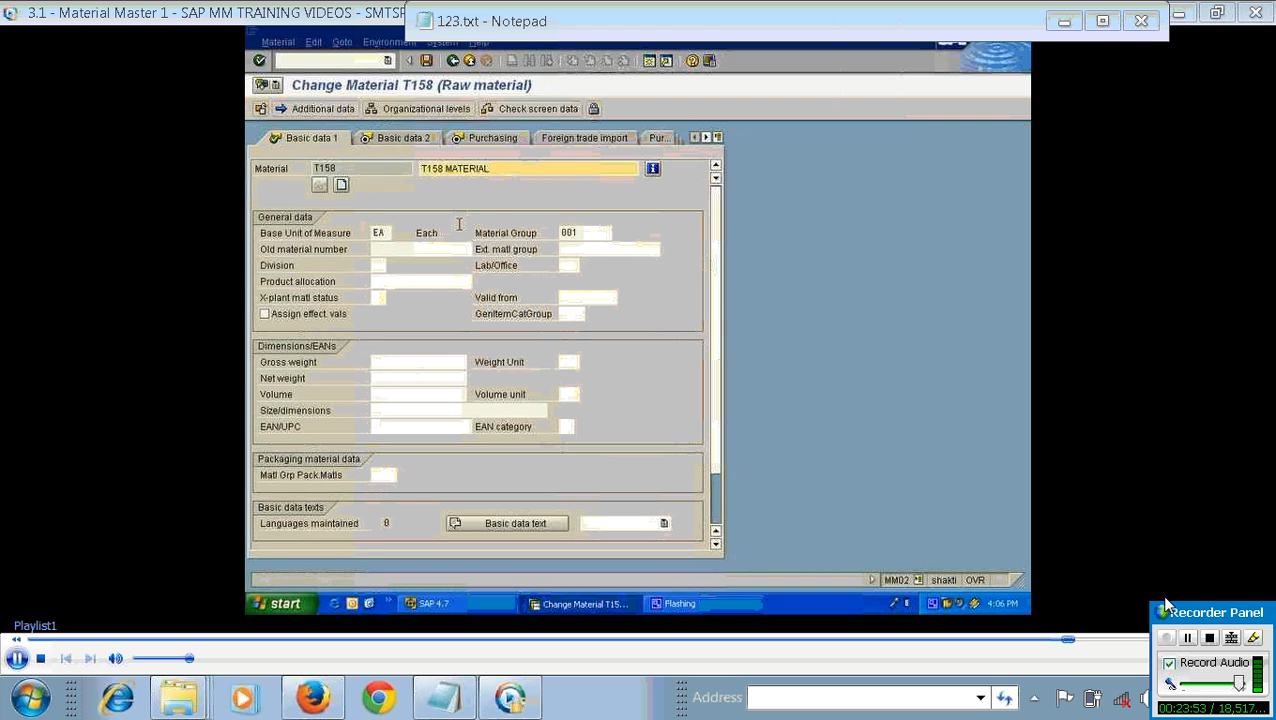 3.1 - Material Master 1 - SAP MM TRAINING VIDEOS - SMTSF
123.txt - Notepad
Material Edit Goto Environment System Help
Change Material T158 (Raw material)
Additional data Organizational levels Check screen data
Basic data 1 Basic data 2 Purchasing Foreign trade import Pur...
Material T158 T158 MATERIAL
General data
Base Unit of Measure EA Each Material Group 001
Old material number Ext. matl group
Division Lab/Office
Product allocation
X-plant matl status Valid from
Assign effect. vals GenItemCatGroup
Dimensions/EANs
Gross weight Weight Unit
Net weight
Volume Volume unit
Size/dimensions
EAN/UPC EAN category
Packaging material data
Matl Grp Pack.Matls
Basic data texts
Languages maintained 0 Basic data text
MM02 shakti OVR
start SAP 4.7 Change Material T15... Flashing 4:06 PM
Playlist1
Recorder Panel
Record Audio
00:23:53 / 18,517...
Address